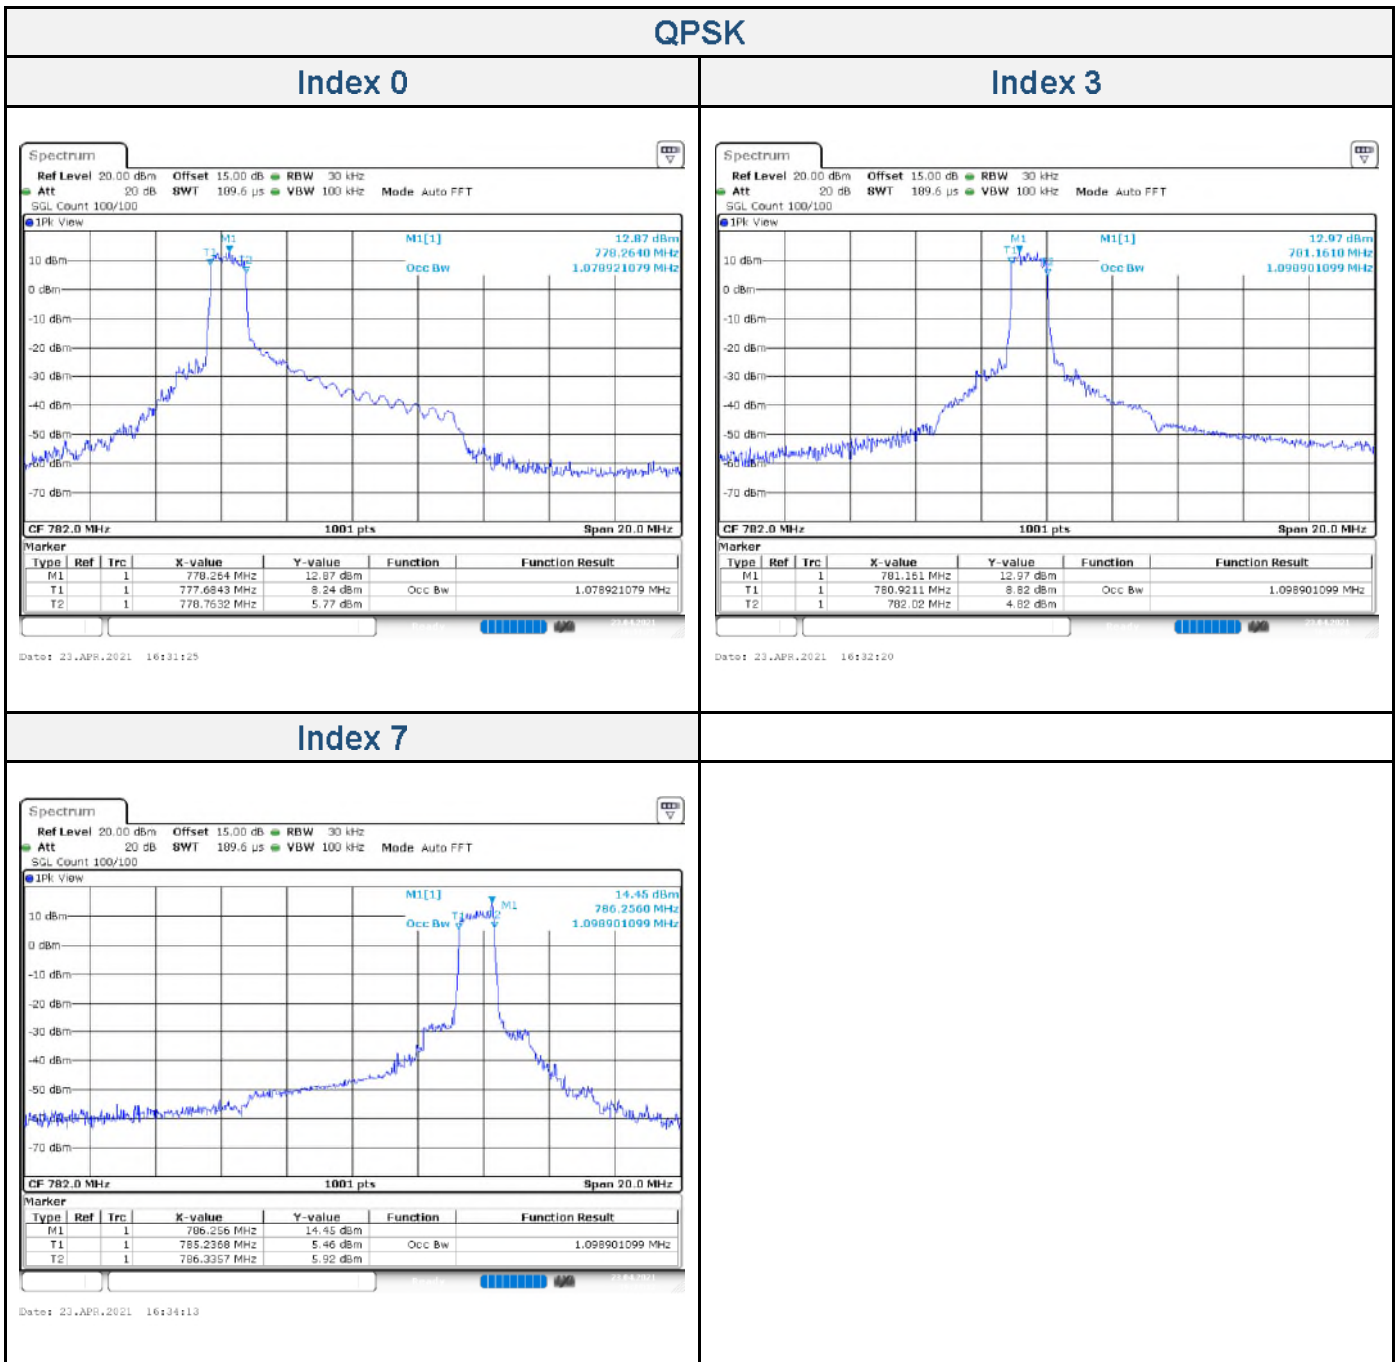 QPSK
Index 0
Index 3
Spectrum
Ref Level 20.00 dBm Offset 15.00 dB RBW 30 kHz
Att 20 dB SWT 189.6 µs VBW 100 kHz Mode Auto FFT
SGL Count 100/100
1Pk View
M1
M1[1] 12.87 dBm
778.2640 MHz
T1
T2
Occ Bw 1.078921079 MHz
10 dBm
0 dBm
-10 dBm
-20 dBm
-30 dBm
-40 dBm
-50 dBm
-60 dBm
-70 dBm
CF 782.0 MHz 1001 pts Span 20.0 MHz
Marker
Type Ref Trc X-value Y-value Function Function Result
M1 1 778.264 MHz 12.87 dBm
T1 1 777.6843 MHz 8.24 dBm Occ Bw 1.078921079 MHz
T2 1 778.7632 MHz 5.77 dBm
Date: 23.APR.2021 16:31:25
Spectrum
Ref Level 20.00 dBm Offset 15.00 dB RBW 30 kHz
Att 20 dB SWT 189.6 µs VBW 100 kHz Mode Auto FFT
SGL Count 100/100
1Pk View
M1
M1[1] 12.97 dBm
781.1610 MHz
T1
Occ Bw 1.098901099 MHz
10 dBm
0 dBm
-10 dBm
-20 dBm
-30 dBm
-40 dBm
-50 dBm
-60 dBm
-70 dBm
CF 782.0 MHz 1001 pts Span 20.0 MHz
Marker
Type Ref Trc X-value Y-value Function Function Result
M1 1 781.161 MHz 12.97 dBm
T1 1 780.9211 MHz 8.82 dBm Occ Bw 1.098901099 MHz
T2 1 782.02 MHz 4.82 dBm
Date: 23.APR.2021 16:32:20
Index 7
Spectrum
Ref Level 20.00 dBm Offset 15.00 dB RBW 30 kHz
Att 20 dB SWT 189.6 µs VBW 100 kHz Mode Auto FFT
SGL Count 100/100
1Pk View
M1[1] 14.45 dBm
M1
786.2560 MHz
T1
Occ Bw 1.098901099 MHz
10 dBm
0 dBm
-10 dBm
-20 dBm
-30 dBm
-40 dBm
-50 dBm
-60 dBm
-70 dBm
CF 782.0 MHz 1001 pts Span 20.0 MHz
Marker
Type Ref Trc X-value Y-value Function Function Result
M1 1 786.256 MHz 14.45 dBm
T1 1 785.2368 MHz 5.46 dBm Occ Bw 1.098901099 MHz
T2 1 786.3357 MHz 5.92 dBm
Date: 23.APR.2021 16:34:13